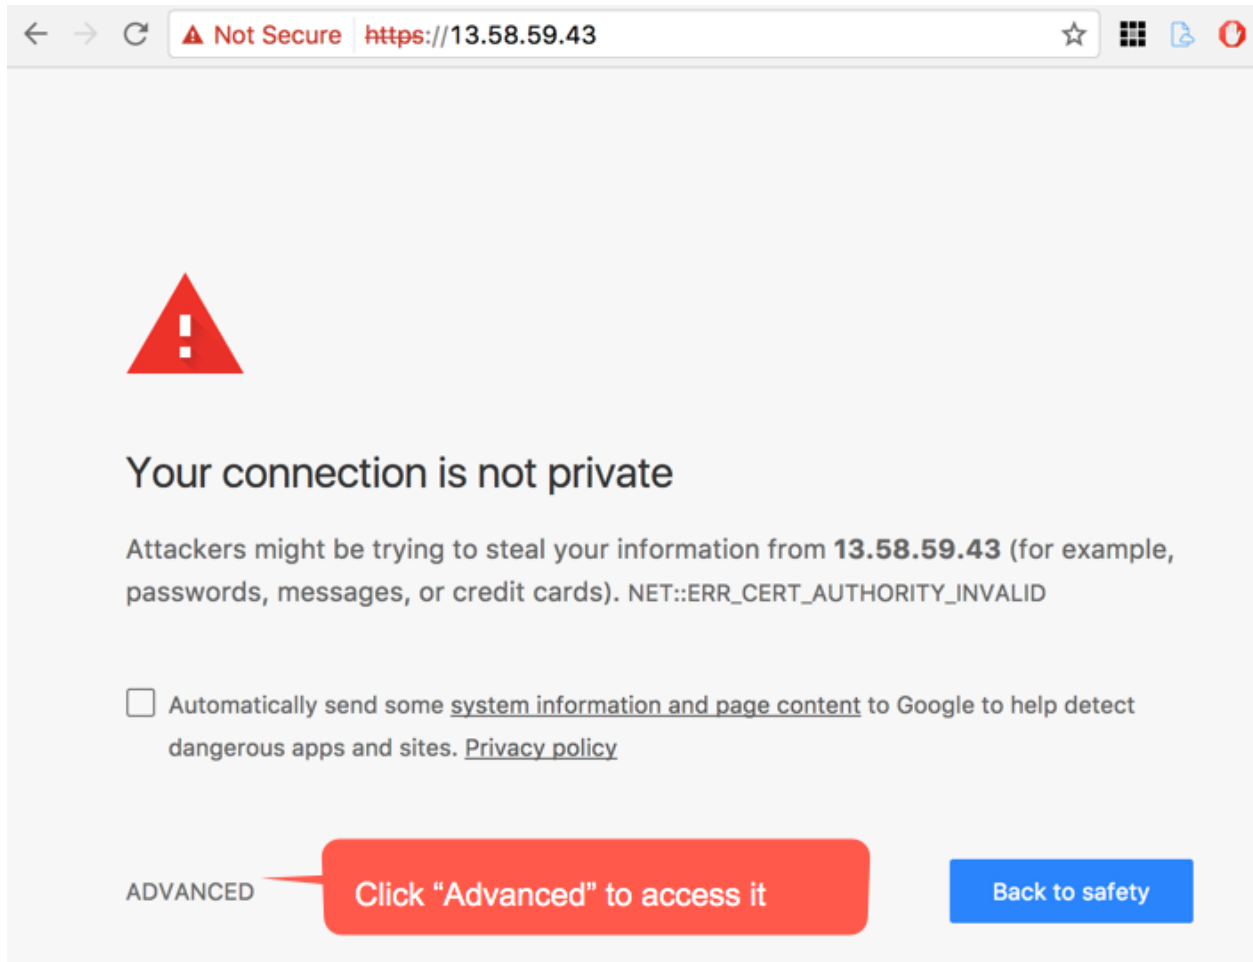 Not Secure https://13.58.59.43
Your connection is not private
Attackers might be trying to steal your information from 13.58.59.43 (for example,
passwords, messages, or credit cards). NET::ERR_CERT_AUTHORITY_INVALID
Automatically send some system information and page content to Google to help detect
dangerous apps and sites. Privacy policy
ADVANCED Click “Advanced” to access it Back to safety